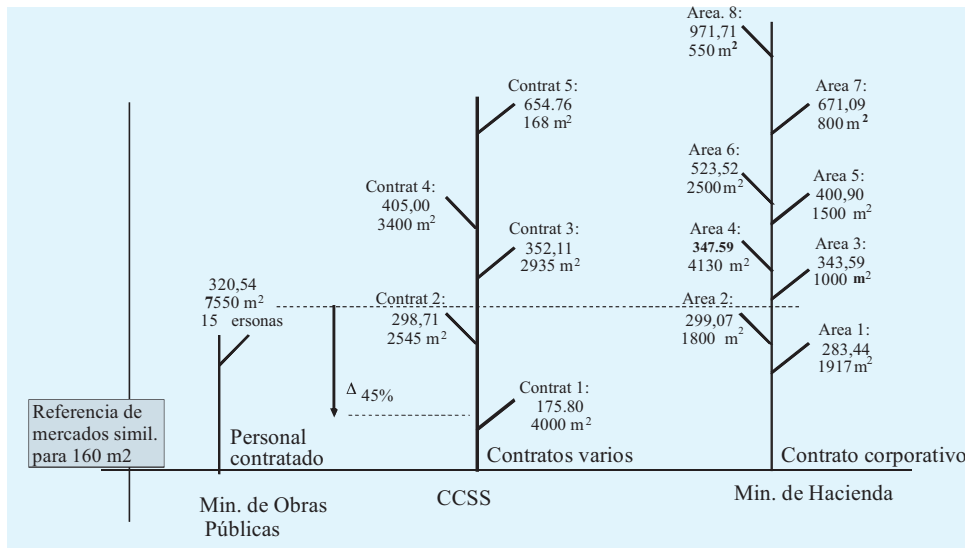 Area. 8:
971,71
550 m²
Contrat 5:
654.76
168 m²
Area 7:
671,09
800 m²
Area 6:
523,52
2500 m²
Contrat 4:
405,00
3400 m²
Area 5:
400,90
1500 m²
Contrat 3:
352,11
2935 m²
Area 4:
347.59
4130 m²
Area 3:
343,59
1000 m²
320,54
7550 m²
15 ersonas
Contrat 2:
298,71
2545 m²
Area 2:
299,07
1800 m²
Area 1:
283,44
1917 m²
Δ 45%
Contrat 1:
175.80
4000 m²
Referencia de
mercados simil.
para 160 m2
Personal
contratado
Contratos varios
Contrato corporativo
Min. de Obras
Públicas
CCSS
Min. de Hacienda